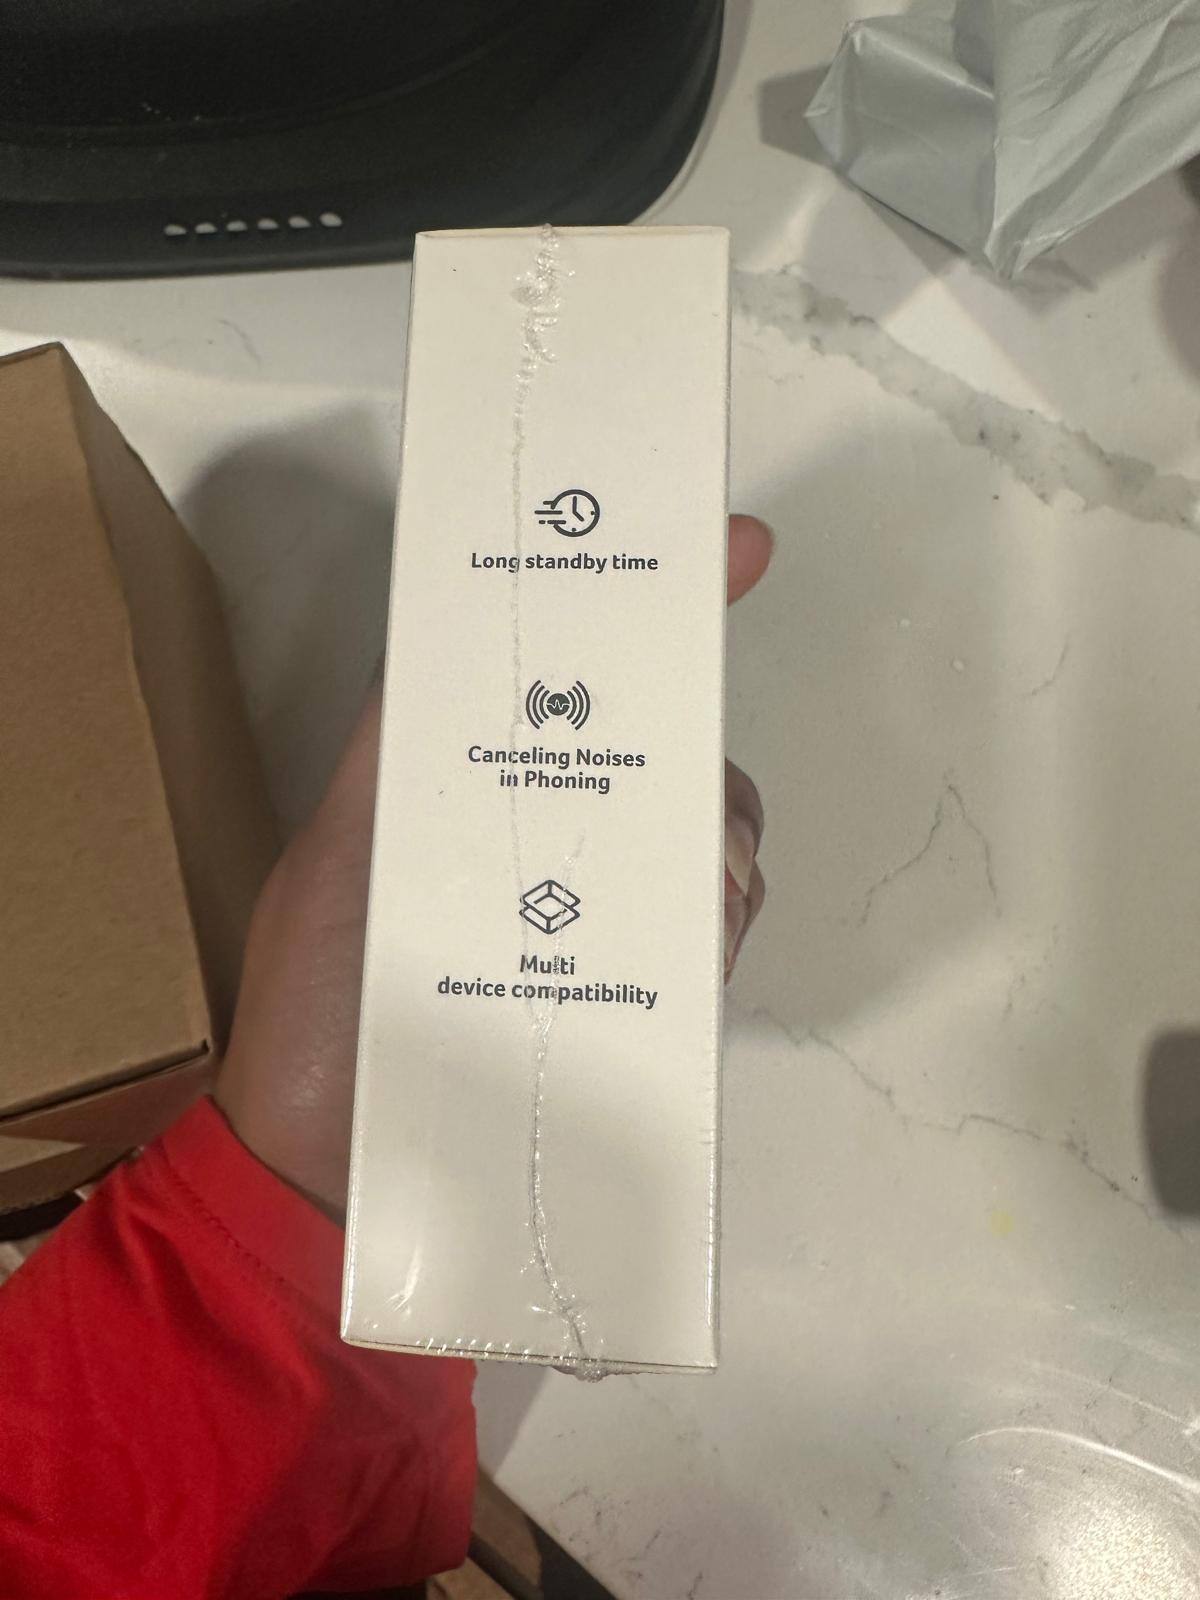 Long standby time
Canceling Noises
in Phoning
Multi
device compatibility